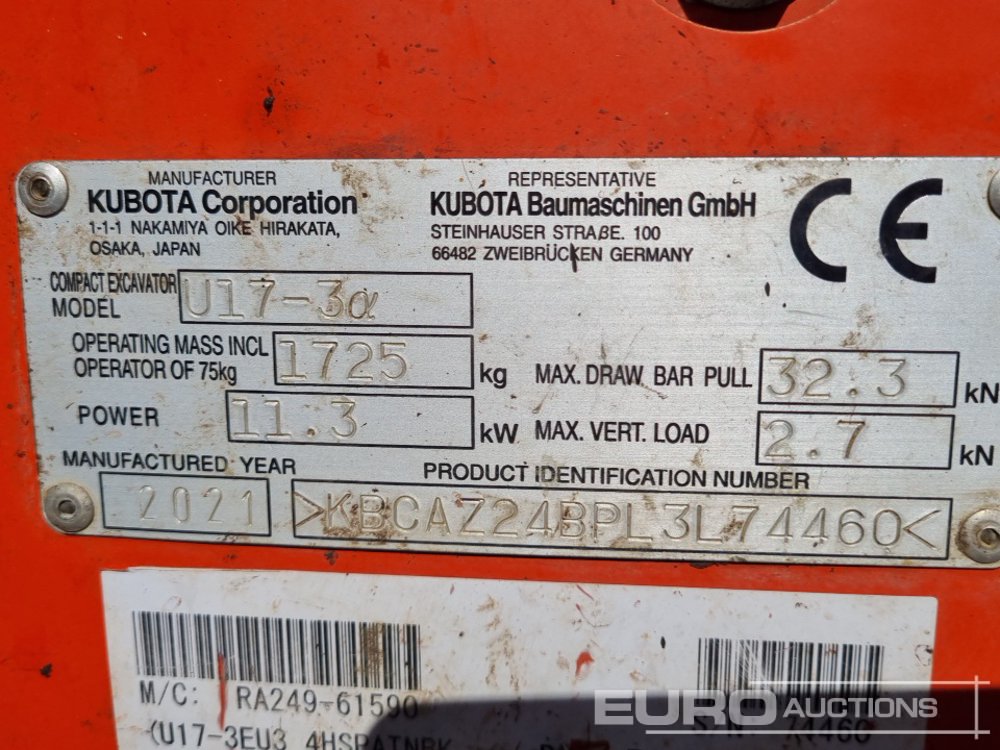 MANUFACTURER
KUBOTA Corporation
1-1-1 NAKAMIYA OIKE HIRAKATA,
OSAKA, JAPAN
REPRESENTATIVE
KUBOTA Baumaschinen GmbH
STEINHAUSER STRAßE. 100
66482 ZWEIBRÜCKEN GERMANY
CE
COMPACT EXCAVATOR
MODEL U17-3α
OPERATING MASS INCL
OPERATOR OF 75kg 1725 kg
MAX. DRAW BAR PULL 32.3 kN
POWER 11.3 kW
MAX. VERT. LOAD 2.7 kN
MANUFACTURED YEAR
2021
PRODUCT IDENTIFICATION NUMBER
>KBCAZ24BPL3L74460<
M/C: RA249-61590
(U17-3EU3
S/N: 74460
EURO AUCTIONS